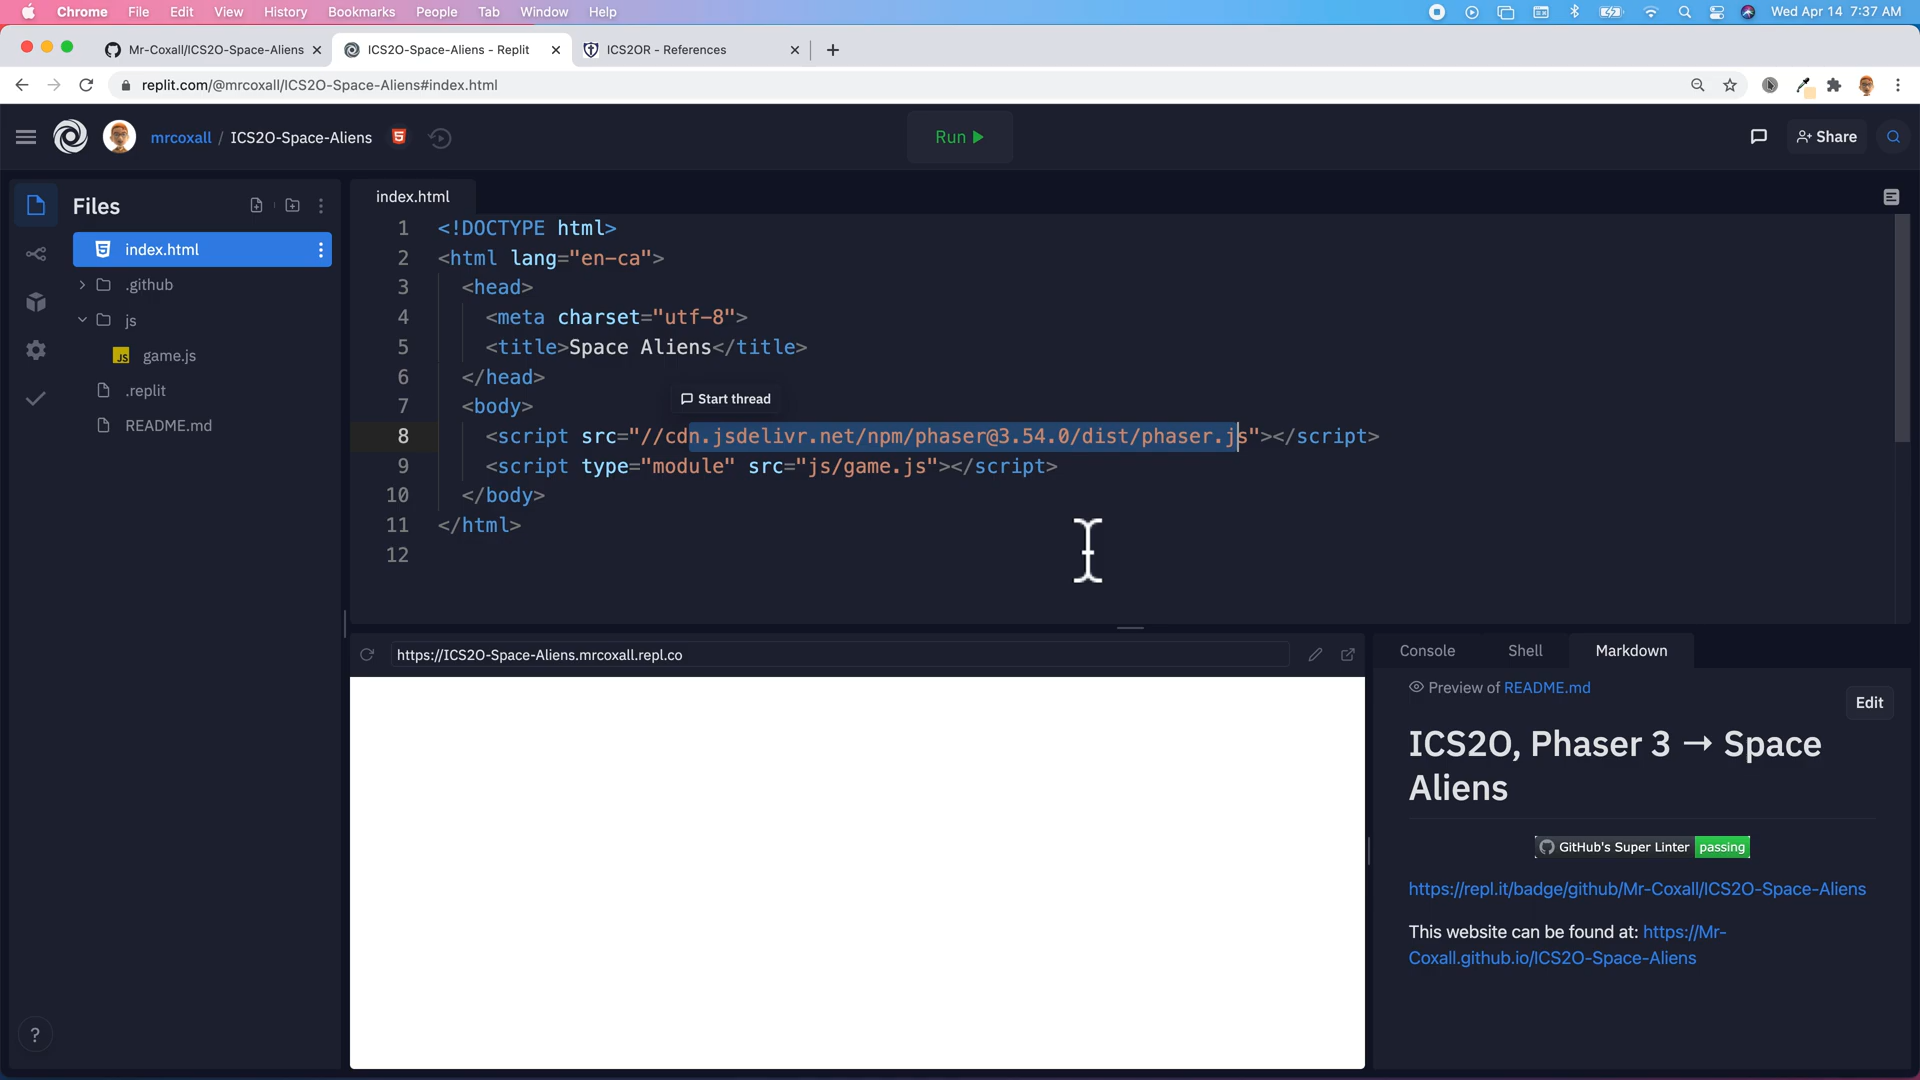 Chrome File Edit View History Bookmarks People Tab Window Help Wed Apr 14 7:37 AM
Mr-Coxall/ICS2O-Space-Aliens ICS2O-Space-Aliens - Replit ICS2OR - References
replit.com/@mrcoxall/ICS2O-Space-Aliens#index.html
mrcoxall / ICS2O-Space-Aliens Run Share
Files
index.html
.github
js
JS game.js
.replit
README.md
index.html
1 <!DOCTYPE html>
2 <html lang="en-ca">
3 <head>
4 <meta charset="utf-8">
5 <title>Space Aliens</title>
6 </head>
Start thread
7 <body>
8 <script src="//cdn.jsdelivr.net/npm/phaser@3.54.0/dist/phaser.js"></script>
9 <script type="module" src="js/game.js"></script>
10 </body>
11 </html>
12
https://ICS2O-Space-Aliens.mrcoxall.repl.co
Console Shell Markdown
Preview of README.md
Edit
ICS2O, Phaser 3 → Space
Aliens
GitHub's Super Linter passing
https://repl.it/badge/github/Mr-Coxall/ICS2O-Space-Aliens
This website can be found at: https://Mr-
Coxall.github.io/ICS2O-Space-Aliens
?